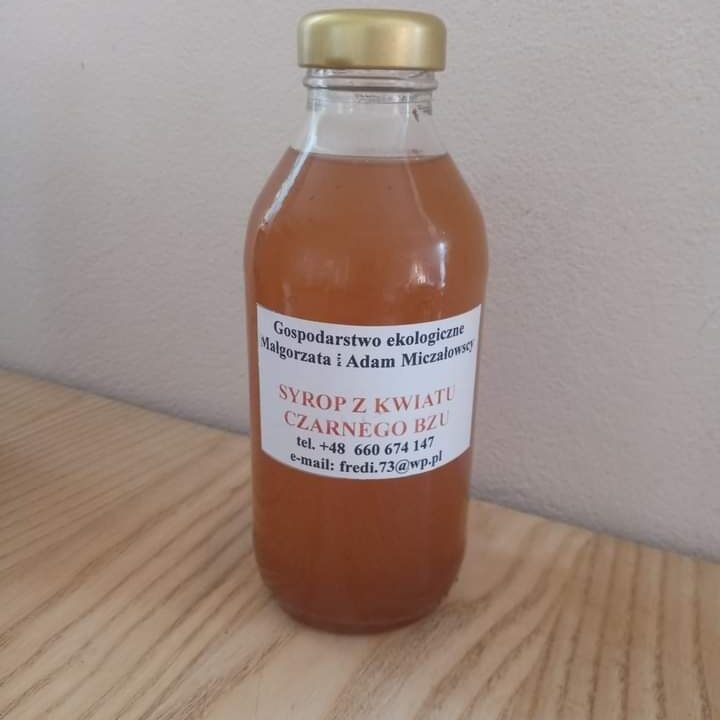 Gospodarstwo ekologiczne
Małgorzata i Adam Miczałowscy
SYROP Z KWIATU
CZARNEGO BZU
tel. +48 660 674 147
e-mail: fredi.73@wp.pl